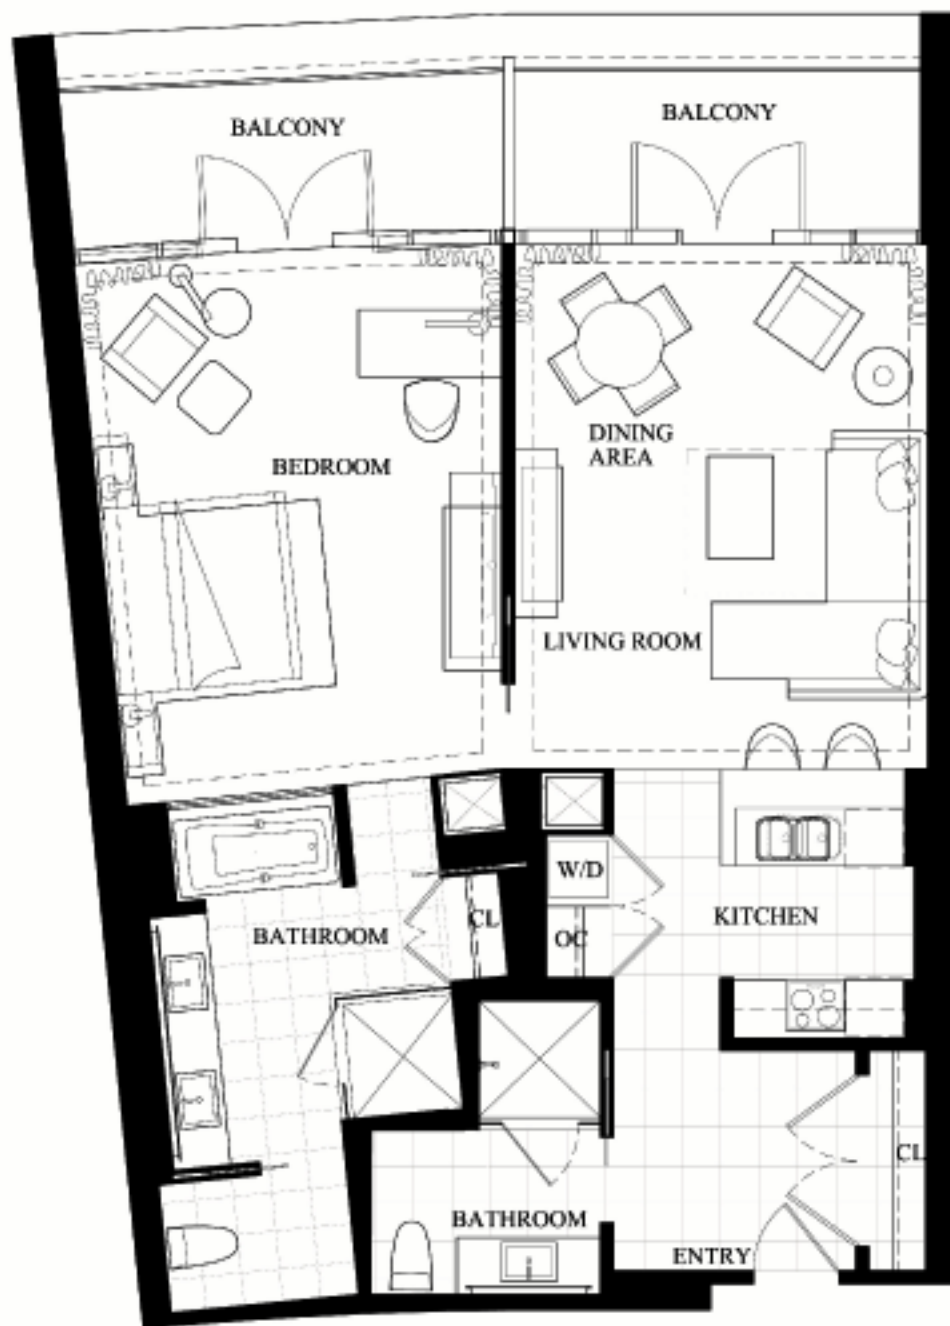 BALCONY
BALCONY
DINING
AREA
BEDROOM
LIVING ROOM
W/D
CL
OC
KITCHEN
BATHROOM
CL
BATHROOM
ENTRY